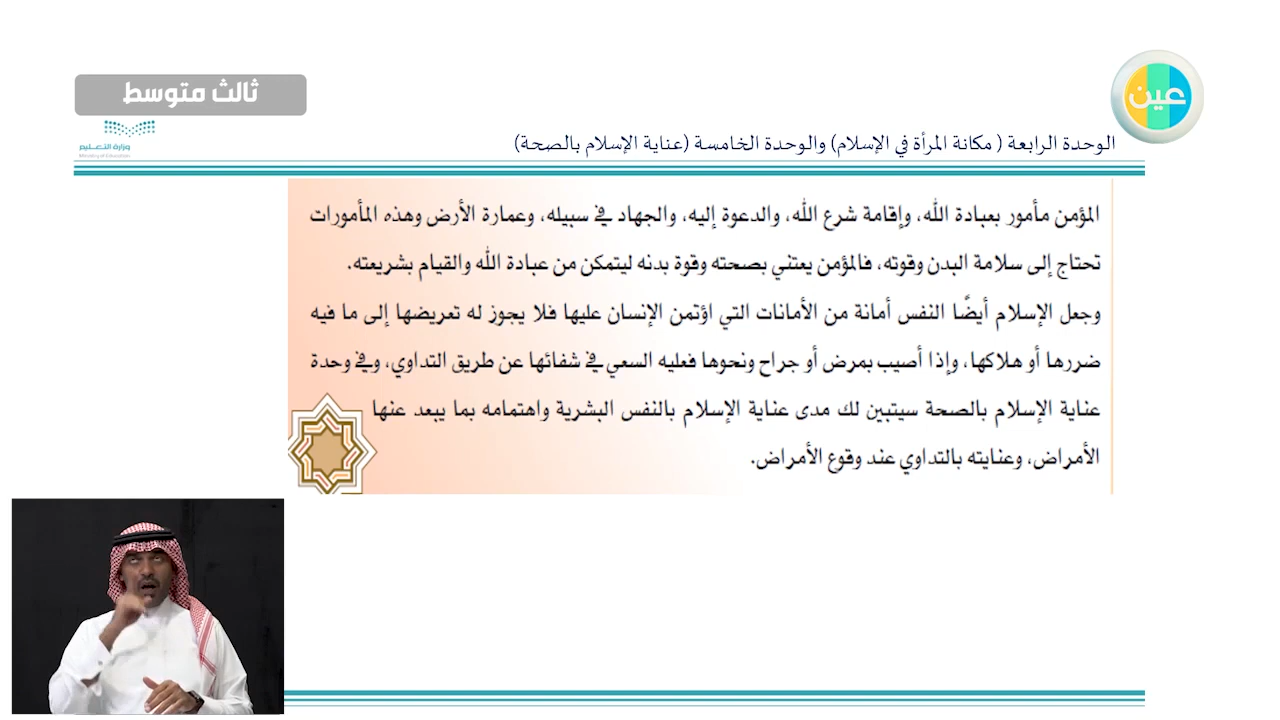 ثالث متوسط
عين
وزارة التعليم
Ministry of Education
الوحدة الرابعة ( مكانة المرأة في الإسلام) والوحدة الخامسة (عناية الإسلام بالصحة)
المؤمن مأمور بعبادة الله، وإقامة شرع الله، والدعوة إليه، والجهاد في سبيله، وعمارة الأرض وهذه المأمورات
تحتاج إلى سلامة البدن وقوته، فالمؤمن يعتني بصحته وقوة بدنه ليتمكن من عبادة الله والقيام بشريعته.
وجعل الإسلام أيضًا النفس أمانة من الأمانات التي اؤتمن الإنسان عليها فلا يجوز له تعريضها إلى ما فيه
ضررها أو هلاكها، وإذا أصيب بمرض أو جراح ونحوها فعليه السعي في شفائها عن طريق التداوي، وفي وحدة
عناية الإسلام بالصحة سيتبين لك مدى عناية الإسلام بالنفس البشرية واهتمامه بما يبعد عنها
الأمراض، وعنايته بالتداوي عند وقوع الأمراض.